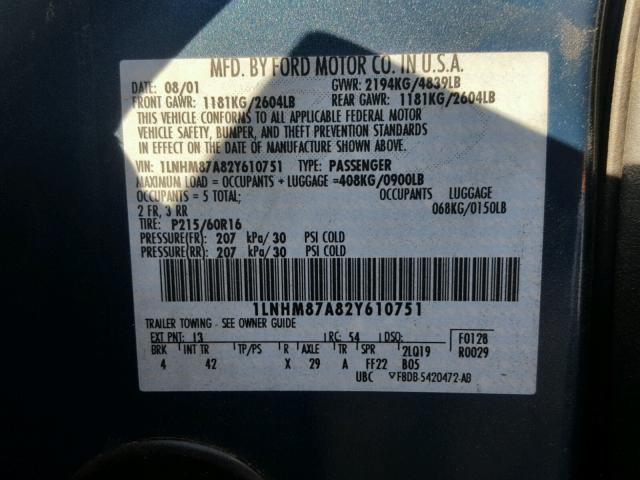 MFD. BY FORD MOTOR CO. IN U.S.A.
DATE: 08/01 GVWR: 2194KG/4839LB
FRONT GAWR: 1181KG/2604LB REAR GAWR: 1181KG/2604LB
THIS VEHICLE CONFORMS TO ALL APPLICABLE FEDERAL MOTOR
VEHICLE SAFETY, BUMPER, AND THEFT PREVENTION STANDARDS
IN EFFECT ON THE DATE OF MANUFACTURE SHOWN ABOVE.
VIN: 1LNHM87A82Y610751 TYPE: PASSENGER
MAXIMUM LOAD = OCCUPANTS + LUGGAGE =408KG/0900LB
OCCUPANTS = 5 TOTAL; OCCUPANTS LUGGAGE
2 FR, 3 RR 068KG/0150LB
TIRE: P215/60R16
PRESSURE(FR): 207 kPa/ 30 PSI COLD
PRESSURE(RR): 207 kPa/ 30 PSI COLD
1LNHM87A82Y610751
TRAILER TOWING - SEE OWNER GUIDE
EXT PNT: 13 RC: 54 DSO: F0128
BRK INT TR TP/PS R AXLE TR SPR 2LQ19 R0029
4 42 X 29 A FF22 B05
UBC F8DB-5420472-AB